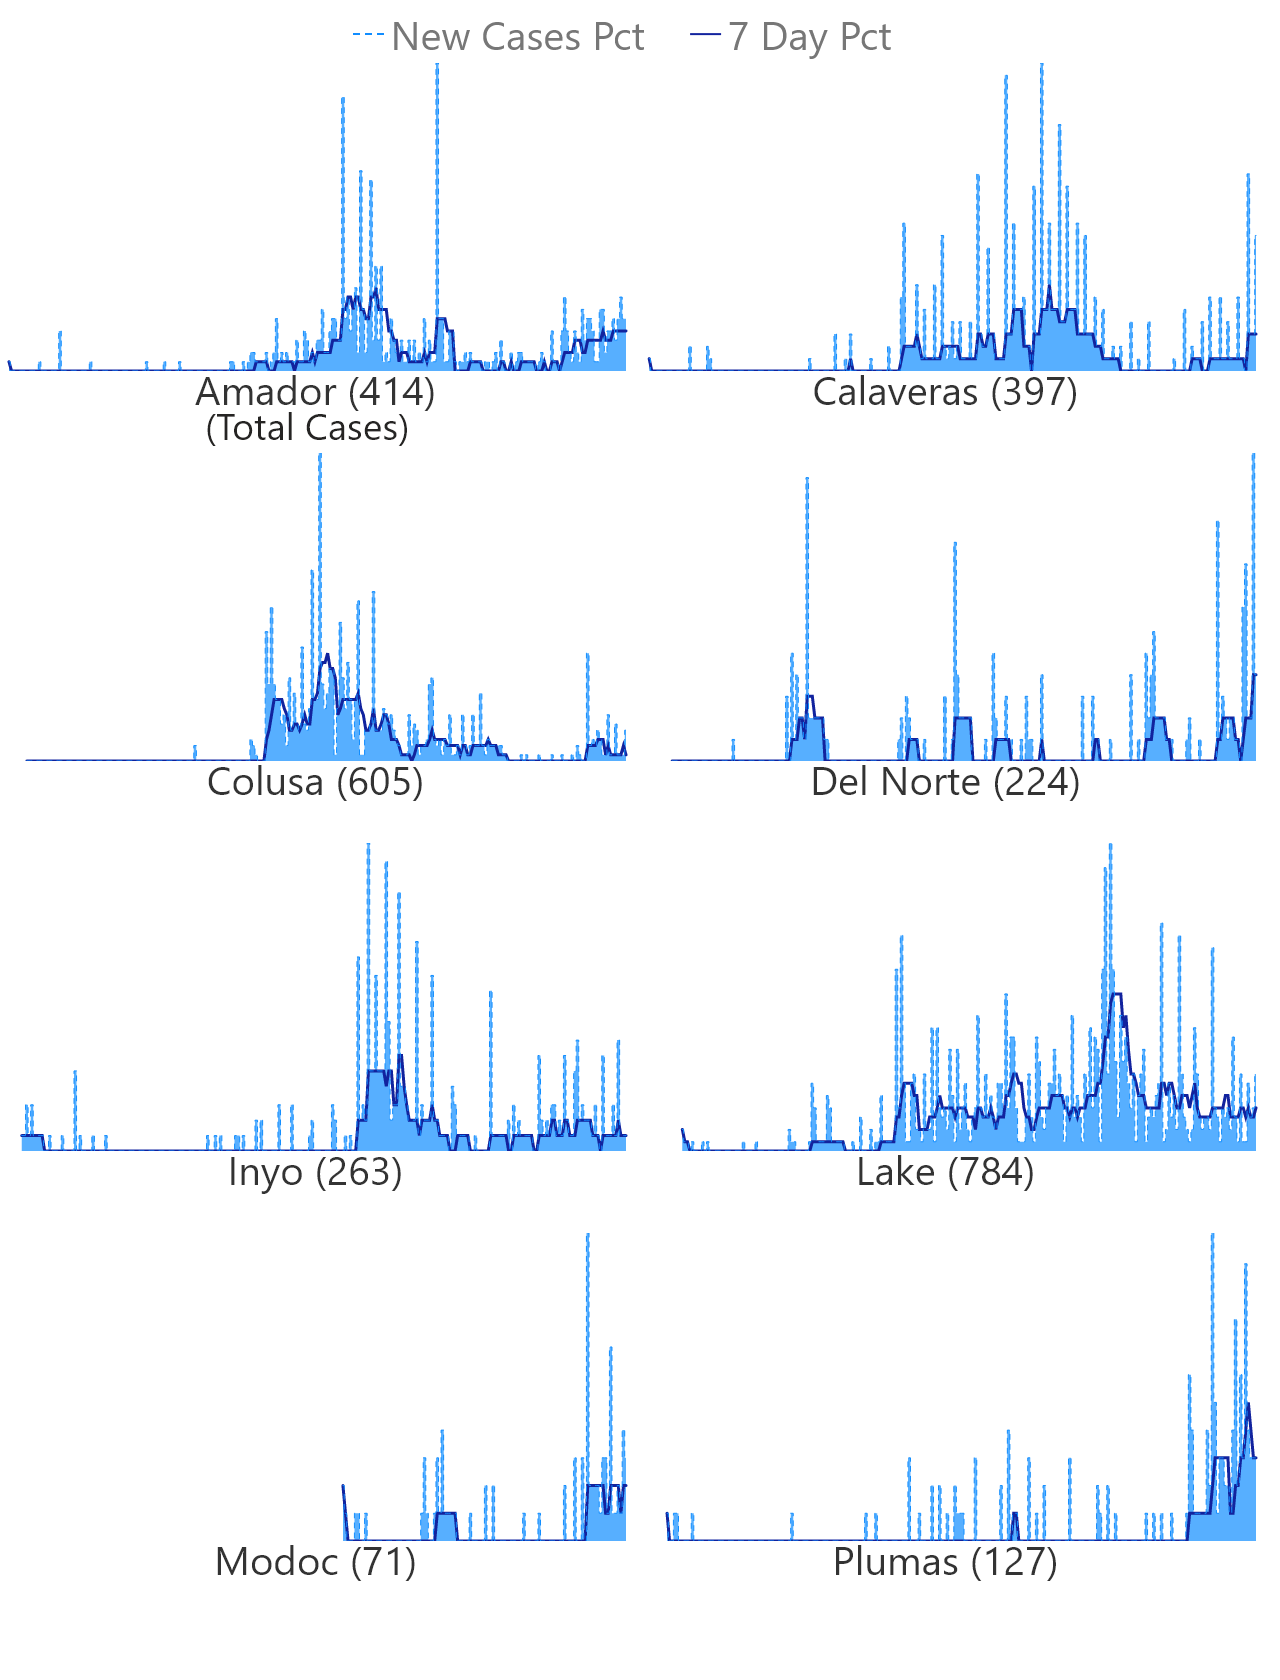 New Cases Pct 7 Day Pct
Amador (414) Calaveras (397)
(Total Cases)
Colusa (605) Del Norte (224)
Inyo (263) Lake (784)
Modoc (71) Plumas (127)